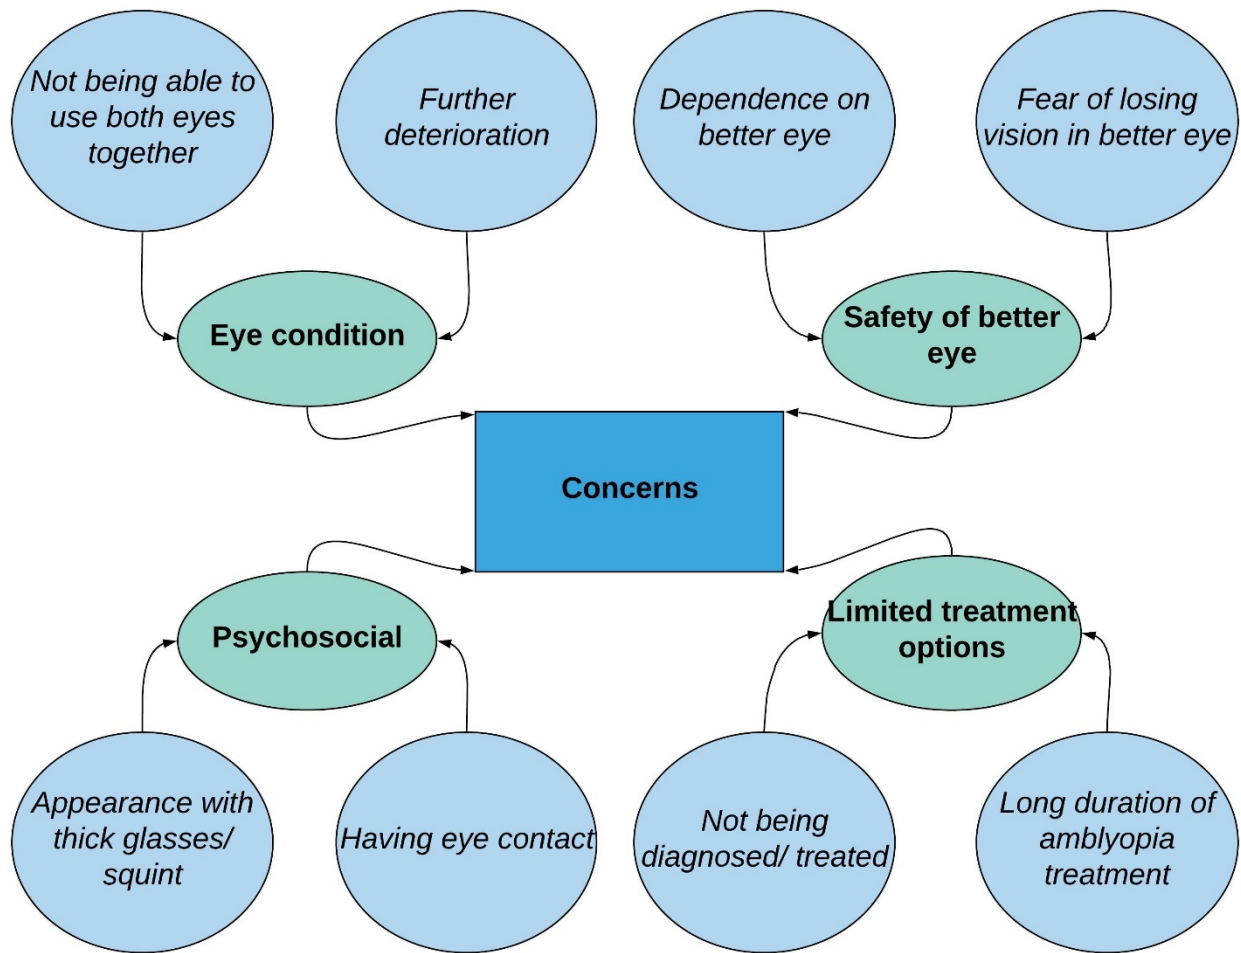 Not being able to
use both eyes
together
Further
deterioration
Dependence on
better eye
Fear of losing
vision in better eye
Eye condition
Safety of better
eye
Concerns
Psychosocial
Limited treatment
options
Appearance with
thick glasses/
squint
Having eye contact
Not being
diagnosed/ treated
Long duration of
amblyopia
treatment